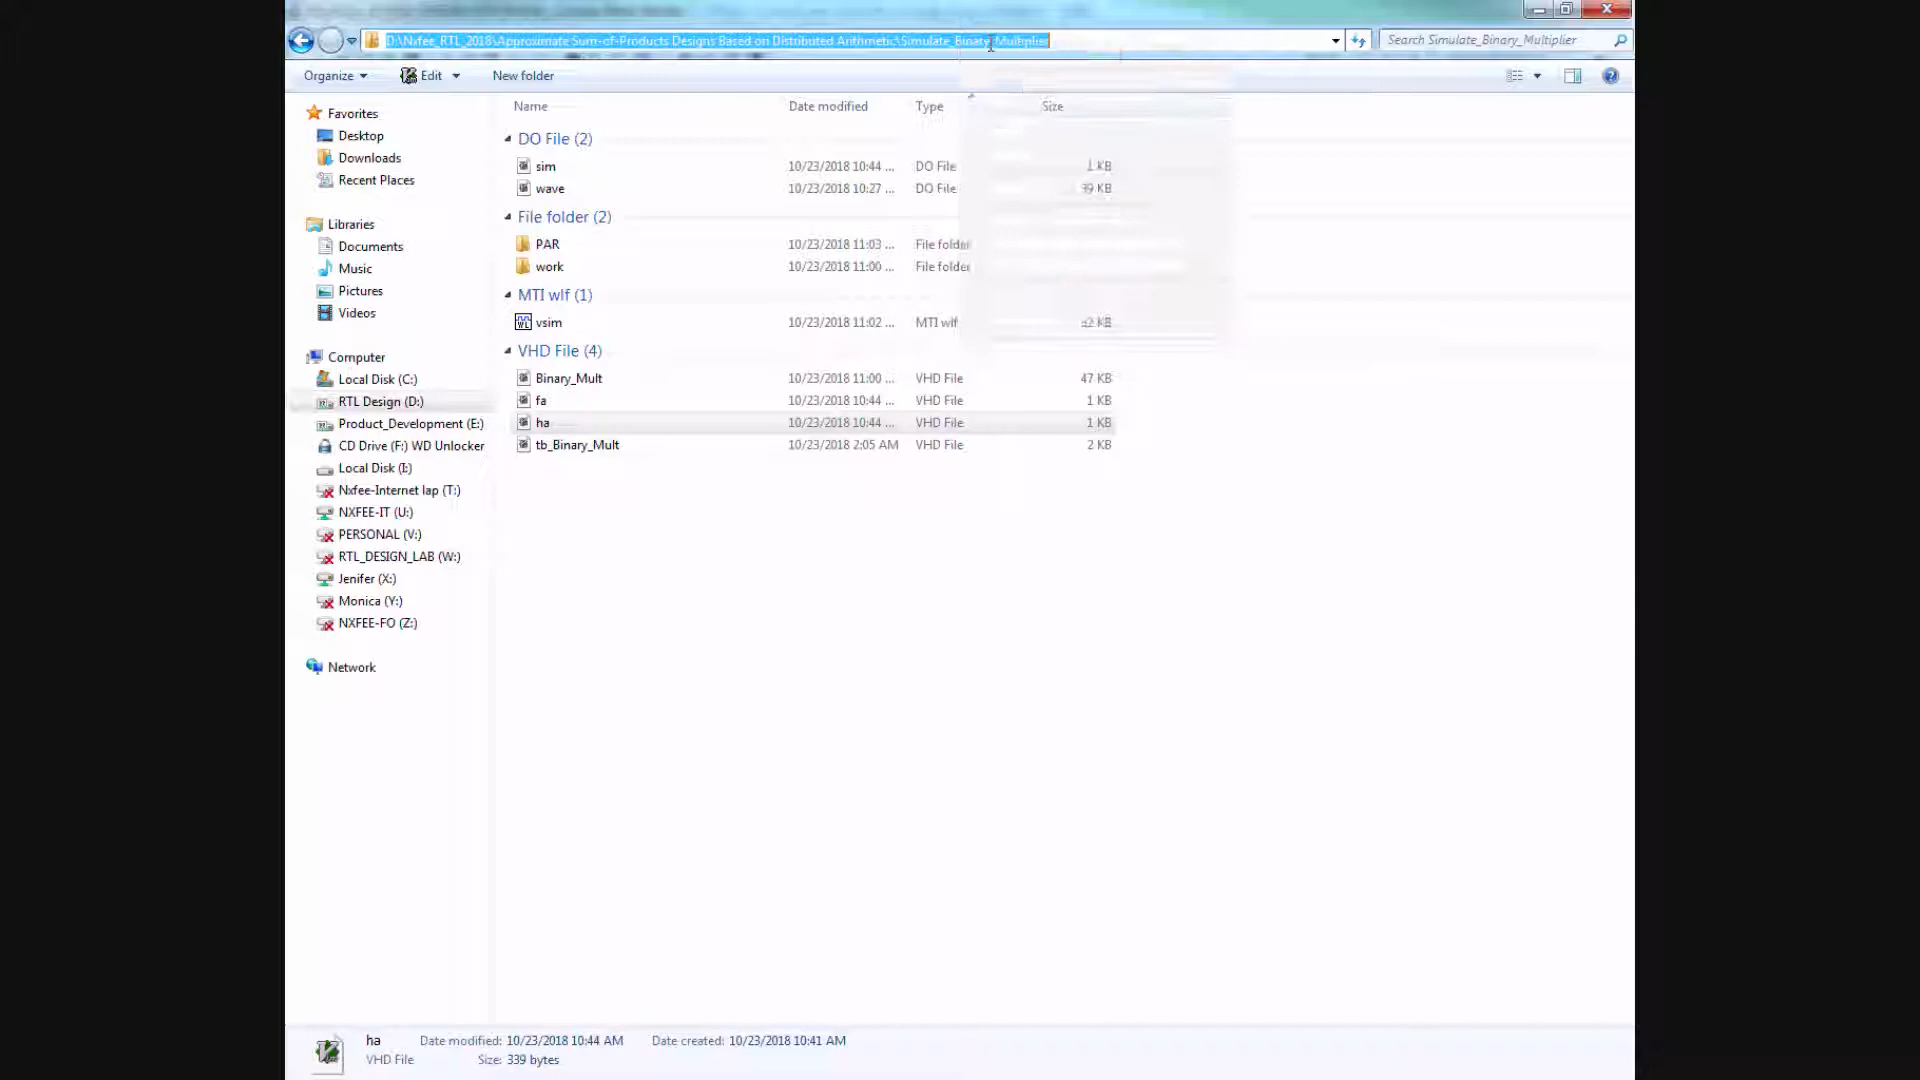 D:\Nxfee_RTL_2018\Approximate Sum-of-Products Designs Based on Distributed Arithmetic\Simulate_Binary_Multiplier
Search Simulate_Binary_Multiplier
Organize
Edit
New folder
Name
Date modified
Type
Size
Favorites
Desktop
Downloads
Recent Places
Libraries
Documents
Music
Pictures
Videos
Computer
Local Disk (C:)
RTL Design (D:)
Product_Development (E:)
CD Drive (F:) WD Unlocker
Local Disk (I:)
Nxfee-Internet lap (T:)
NXFEE-IT (U:)
PERSONAL (V:)
RTL_DESIGN_LAB (W:)
Jenifer (X:)
Monica (Y:)
NXFEE-FO (Z:)
Network
DO File (2)
sim 10/23/2018 10:44 ... DO File 1 KB
wave 10/23/2018 10:27 ... DO File KB
File folder (2)
PAR 10/23/2018 11:03 ... File folder
work 10/23/2018 11:00 ... File folder
MTI wlf (1)
vsim 10/23/2018 11:02 ... MTI wlf KB
VHD File (4)
Binary_Mult 10/23/2018 11:00 ... VHD File 47 KB
fa 10/23/2018 10:44 ... VHD File 1 KB
ha 10/23/2018 10:44 ... VHD File 1 KB
tb_Binary_Mult 10/23/2018 2:05 AM VHD File 2 KB
ha Date modified: 10/23/2018 10:44 AM Date created: 10/23/2018 10:41 AM
VHD File Size: 339 bytes